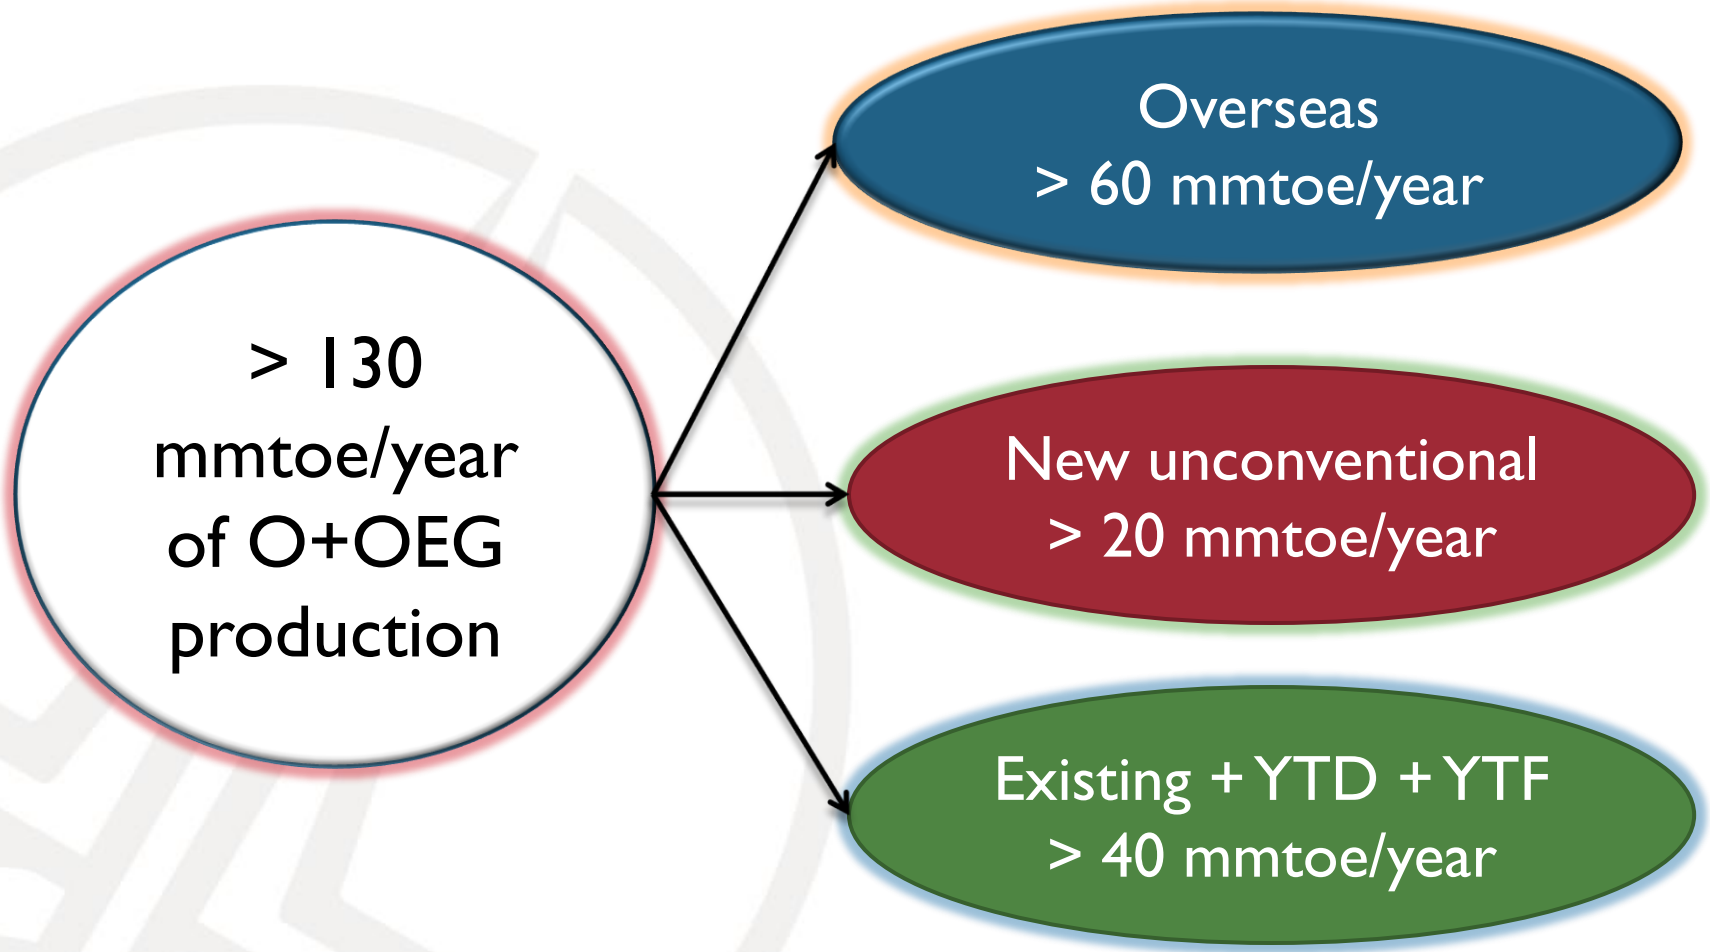 > 130
mmtoe/year
of O+OEG
production
Overseas
> 60 mmtoe/year
New unconventional
> 20 mmtoe/year
Existing + YTD + YTF
> 40 mmtoe/year